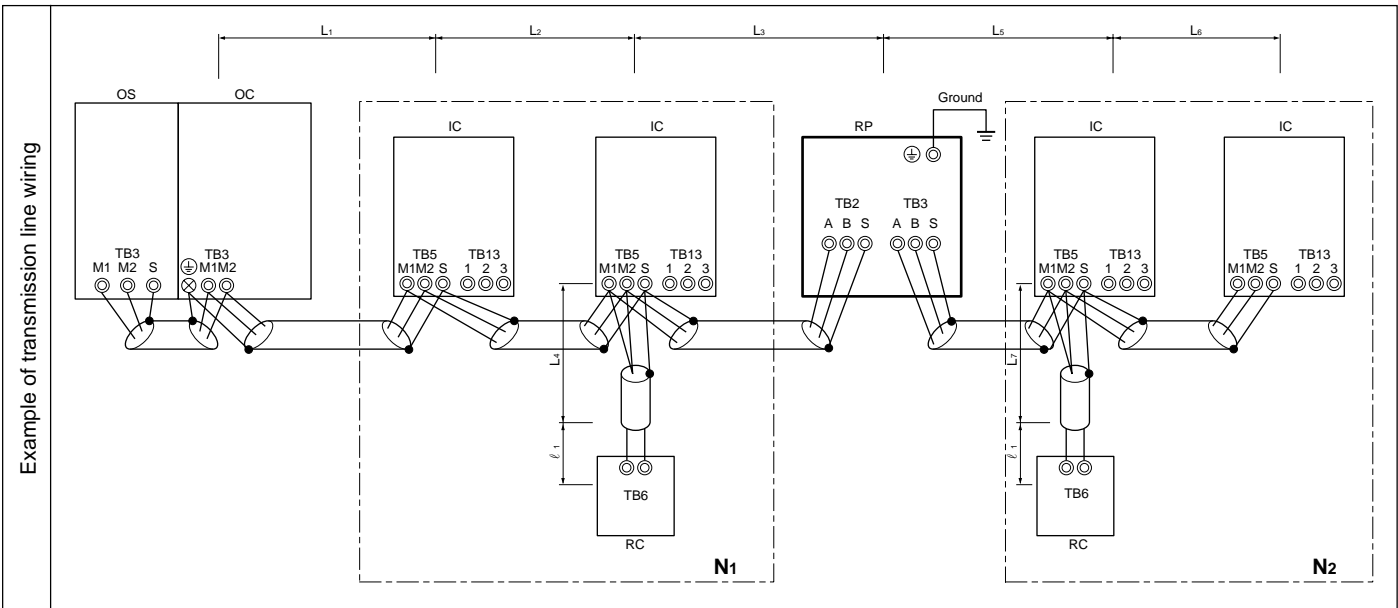 Example of transmission line wiring
L1 L2 L3 L5 L6
OS OC
Ground
IC IC RP IC IC
TB2 TB3
A B S A B S
TB3 TB3 TB5 TB13 TB5 TB13 TB5 TB13 TB5 TB13
M1 M2 S M1M2 M1M2 S 1 2 3 M1M2 S 1 2 3 M1M2 S 1 2 3 M1M2 S 1 2 3
L4 L7
ℓ1 ℓ1
TB6 TB6
RC RC
N1 N2